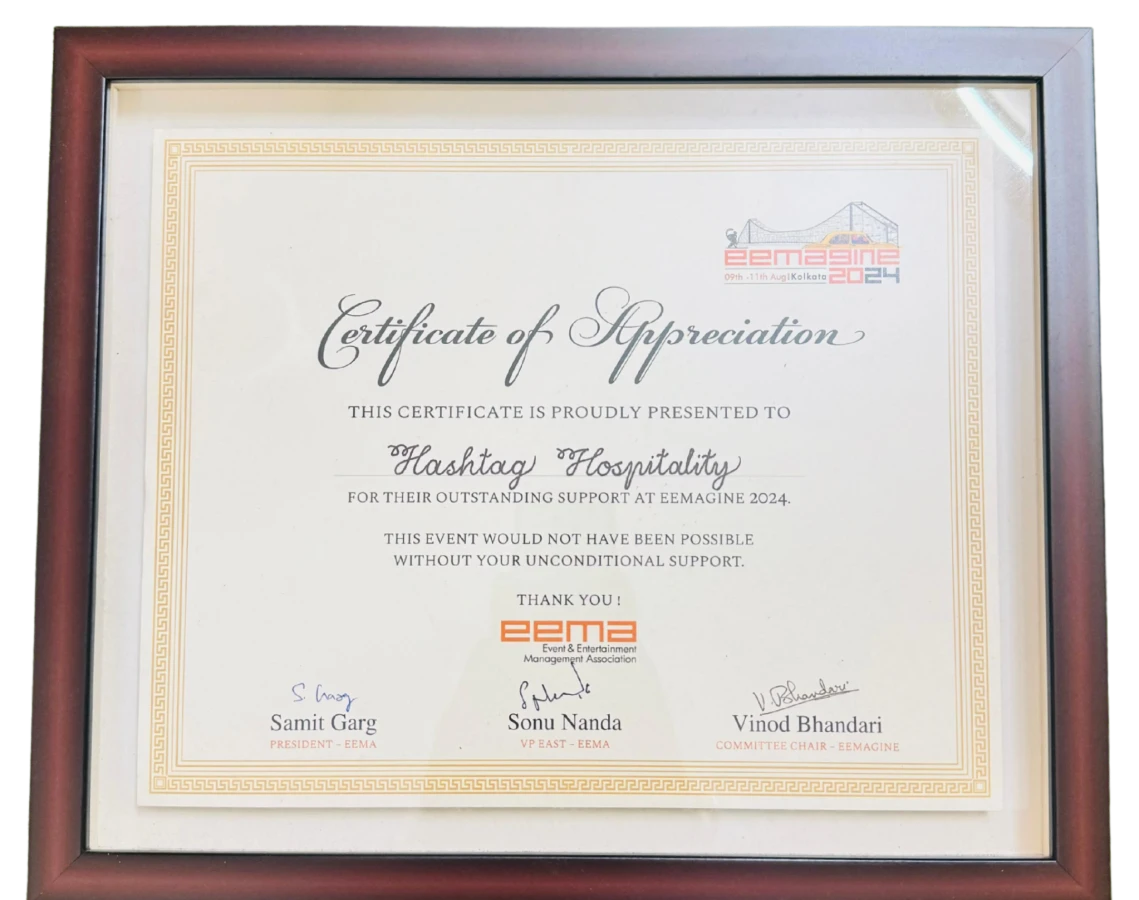 eemagine
09th -11th Aug|Kolkata 2024
Certificate of Appreciation
THIS CERTIFICATE IS PROUDLY PRESENTED TO
Hashtag Hospitality
FOR THEIR OUTSTANDING SUPPORT AT EEMAGINE 2024.
THIS EVENT WOULD NOT HAVE BEEN POSSIBLE
WITHOUT YOUR UNCONDITIONAL SUPPORT.
THANK YOU !
eema
Event & Entertainment
Management Association
S. Garg
V. Bhandari
Samit Garg Sonu Nanda Vinod Bhandari
PRESIDENT - EEMA VP EAST - EEMA COMMITTEE CHAIR - EEMAGINE